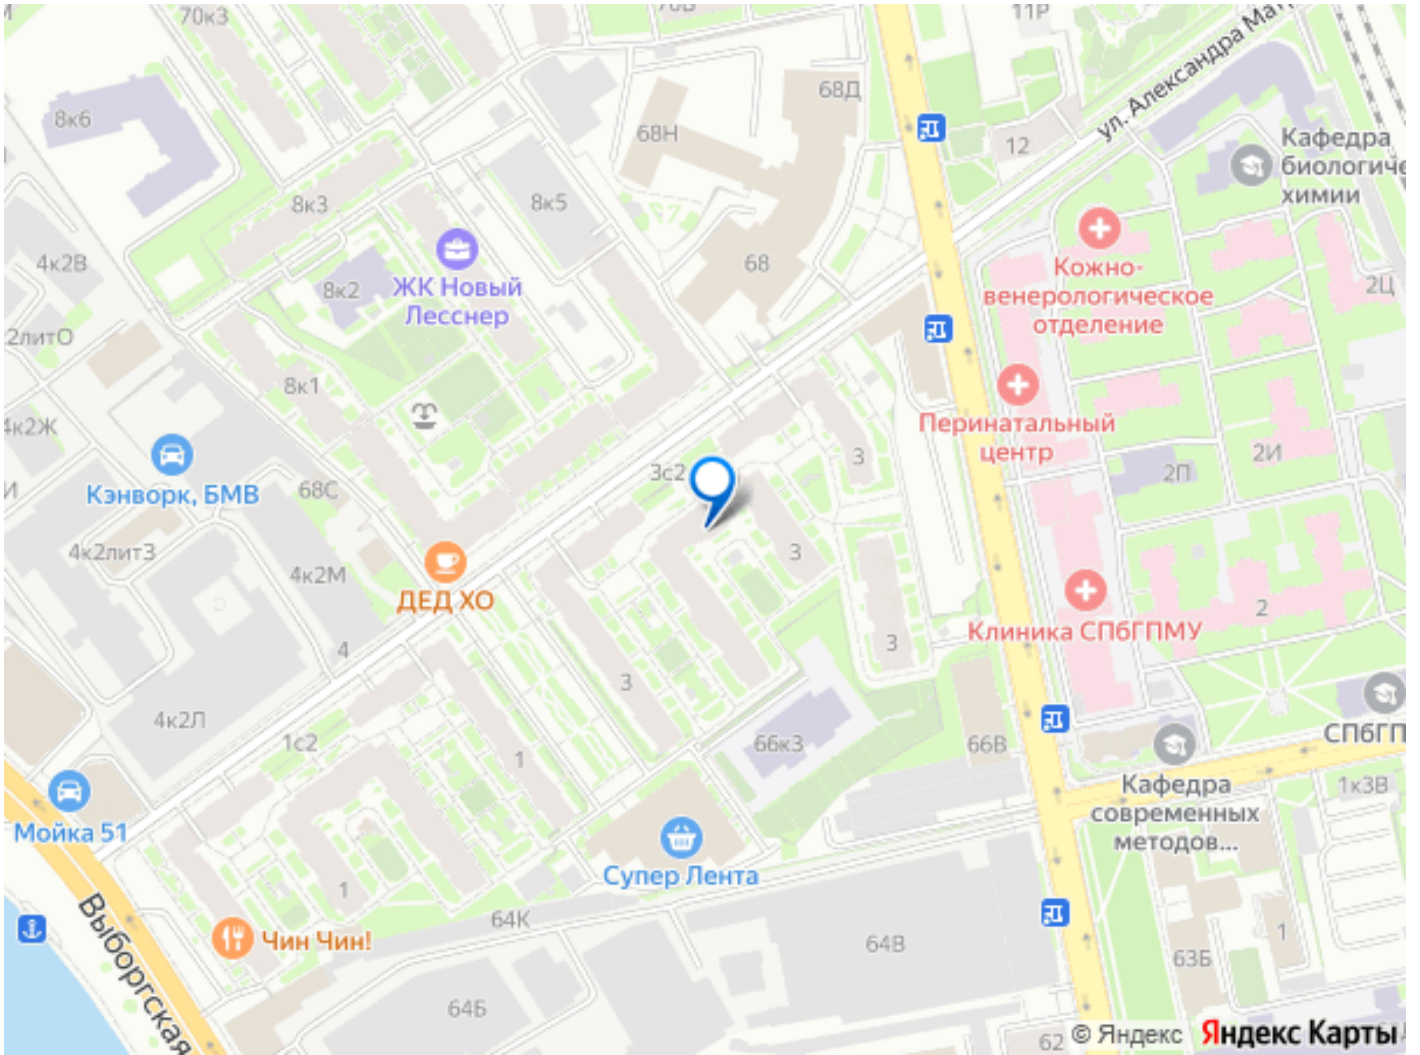 70к3
68
70В
11Р
ул. Александра Мат
8к6
68Д
68Н
12
Кафедра
биологиче
химии
8к3
8к5
4к2В
8к2
ЖК Новый
Лесснер
68
Кожно-
венерологическое
отделение
2Ц
2литО
8к1
4к2Ж
Перинатальный
центр
2И
2П
3с2
3
Кэнворк, БМВ
68С
И
4к2лит3
4к2М
ДЕД ХО
3
2
Клиника СПбГПМУ
3
4
3
4к2Л
1с2
1
66к3
66В
СПбГП
Кафедра
современных
методов...
1к3В
Мойка 51
Супер Лента
1
64К
Чин Чин!
64В
1
63Б
Выборгская
64Б
62
© Яндекс
Яндекс Карты